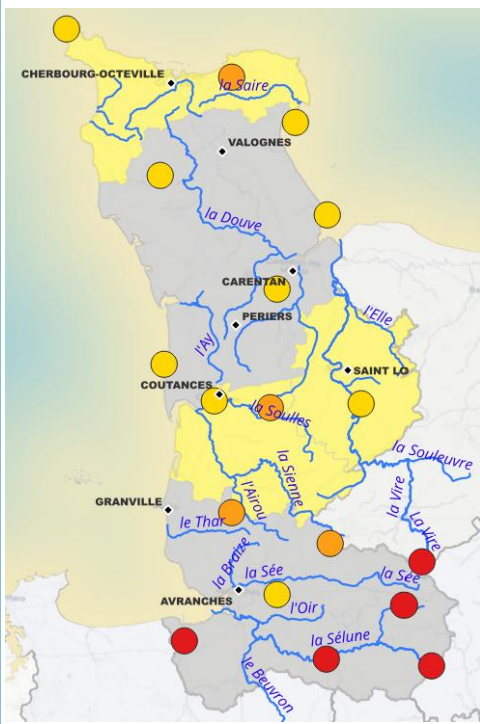 CHERBOURG-OCTEVILLE
la Saire
VALOGNES
la Douve
CARENTAN
l'Elle
PERIERS
l'Ay
SAINT LO
COUTANCES
la Soulles
la Souleuvre
la Sienne
l'Airou
la Vire
GRANVILLE
le Thar
La Vire
la Braize
la Sée
la Sée
AVRANCHES
l'Oir
la Sélune
le Beuvron